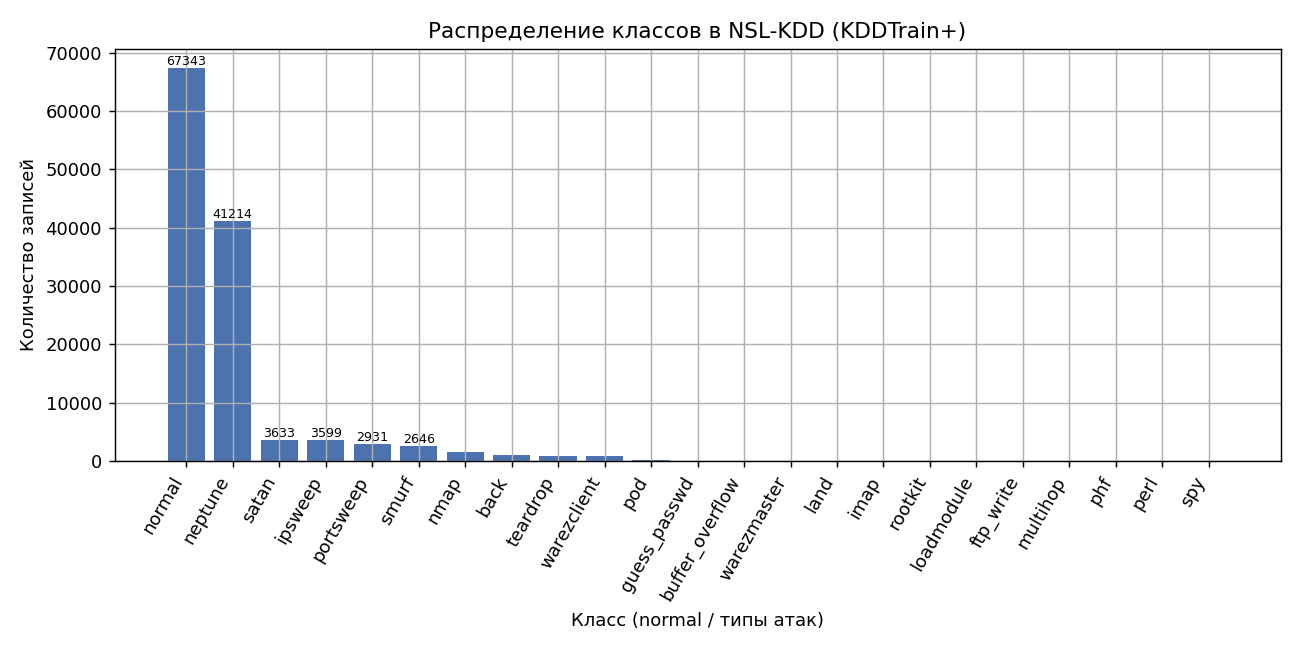 Распределение классов в NSL-KDD (KDDTrain+)
Количество записей
70000
60000
50000
40000
30000
20000
10000
0
67343
41214
3633
3599
2931
2646
normal
neptune
satan
ipsweep
portsweep
smurf
nmap
back
teardrop
warezclient
pod
guess_passwd
buffer_overflow
warezmaster
land
imap
rootkit
loadmodule
ftp_write
multihop
phf
perl
spy
Класс (normal / типы атак)